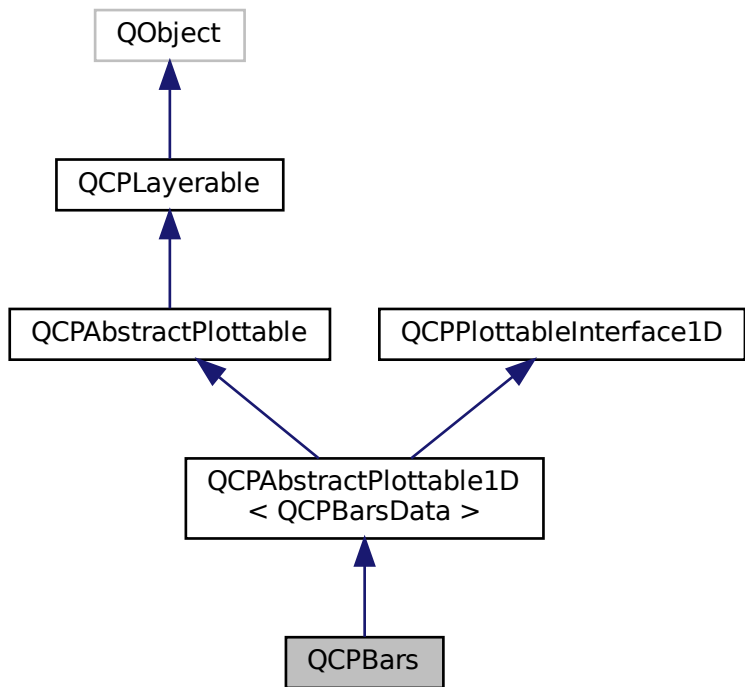 QObject
QCPLayerable
QCPAbstractPlottable
QCPPlottableInterface1D
QCPAbstractPlottable1D
< QCPBarsData >
QCPBars